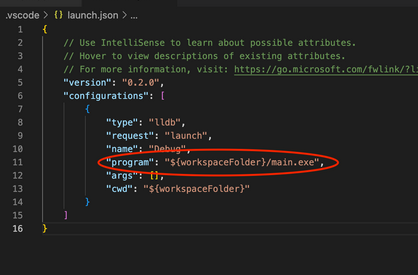 .vscode > {} launch.json > ...
1 {
2 // Use IntelliSense to learn about possible attributes.
3 // Hover to view descriptions of existing attributes.
4 // For more information, visit: https://go.microsoft.com/fwlink/?li
5 "version": "0.2.0",
6 "configurations": [
7 {
8 "type": "lldb",
9 "request": "launch",
10 "name": "Debug",
11 "program": "${workspaceFolder}/main.exe",
12 "args": [],
13 "cwd": "${workspaceFolder}"
14 }
15 ]
16 }